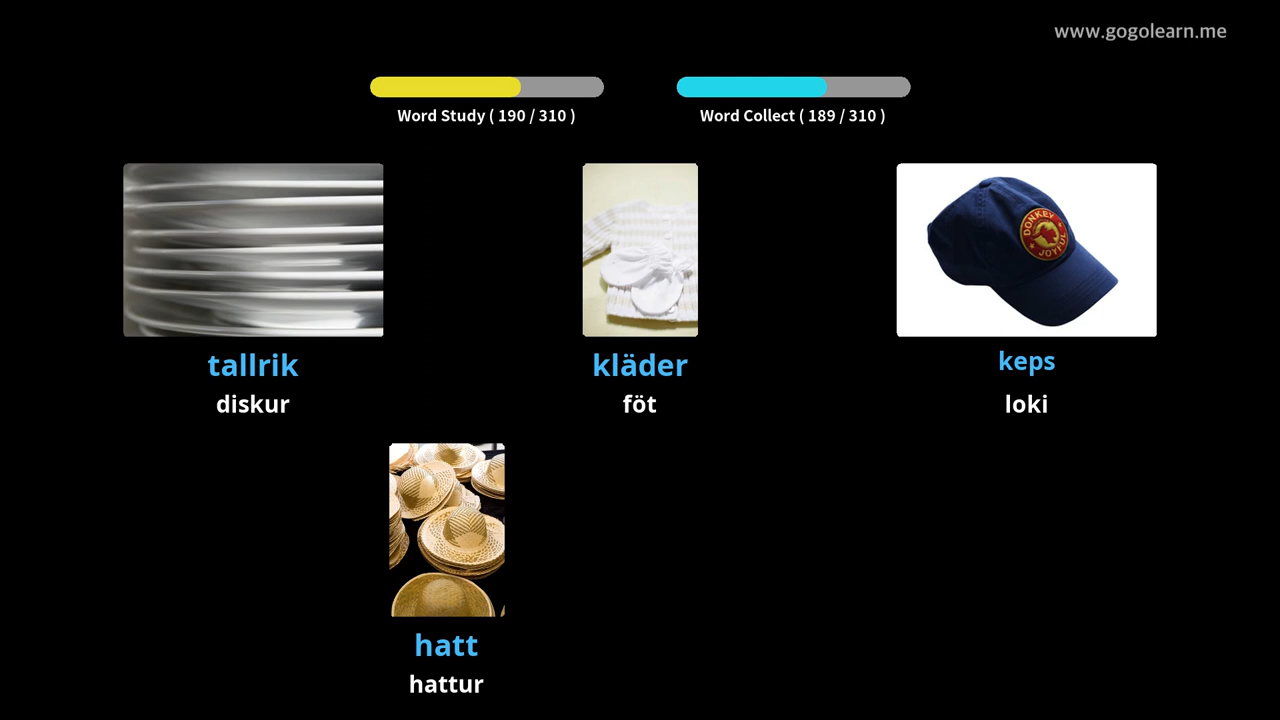 www.gogolearn.me
Word Study ( 190 / 310 )
Word Collect ( 189 / 310 )
DONKEY
JOYFUL
tallrik
diskur
kläder
föt
keps
loki
hatt
hattur